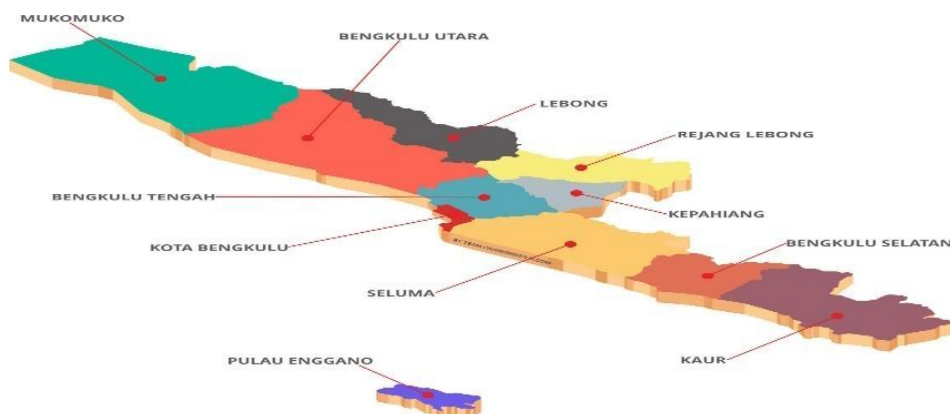 MUKOMUKO
BENGKULU UTARA
LEBONG
REJANG LEBONG
BENGKULU TENGAH
KEPAHIANG
KOTA BENGKULU
BENGKULU SELATAN
SELUMA
PULAU ENGGANO
KAUR